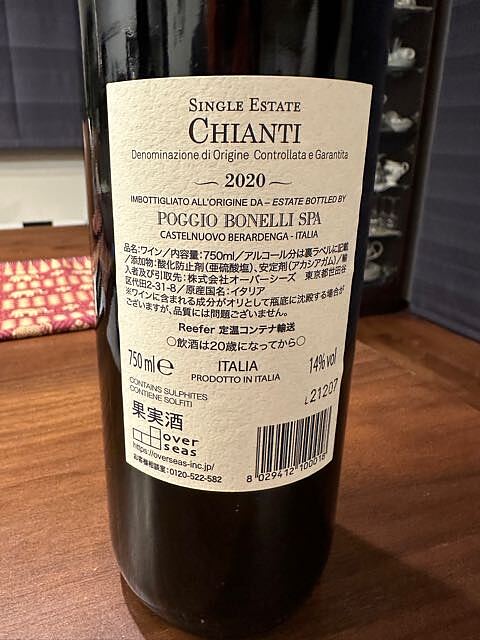 SINGLE ESTATE
CHIANTI
Denominazione di Origine Controllata e Garantita
2020
IMBOTTIGLIATO ALL'ORIGINE DA – ESTATE BOTTLED BY
POGGIO BONELLI SPA
CASTELNUOVO BERARDENGA - ITALIA
品名:ワイン/内容量:750ml/アルコール分は裏ラベルに記載
/添加物:酸化防止剤(亜硫酸塩)、安定剤(アカシアガム)/輸
入者及び引取先:株式会社オーバーシーズ 東京都世田谷
区代田2-31-8/原産国名:イタリア
※ワインに含まれる成分がオリとして瓶底に沈殿する場合が
ございますが、品質には問題ございません。
Reefer 定温コンテナ輸送
○飲酒は20歳になってから○
750 ml ℮
ITALIA
PRODOTTO IN ITALIA
14% vol
CONTAINS SULPHITES
CONTIENE SOLFITI
L21207
果実酒
over
seas
https://overseas-inc.jp/
お客様相談室:0120-522-582
8 029412 100018